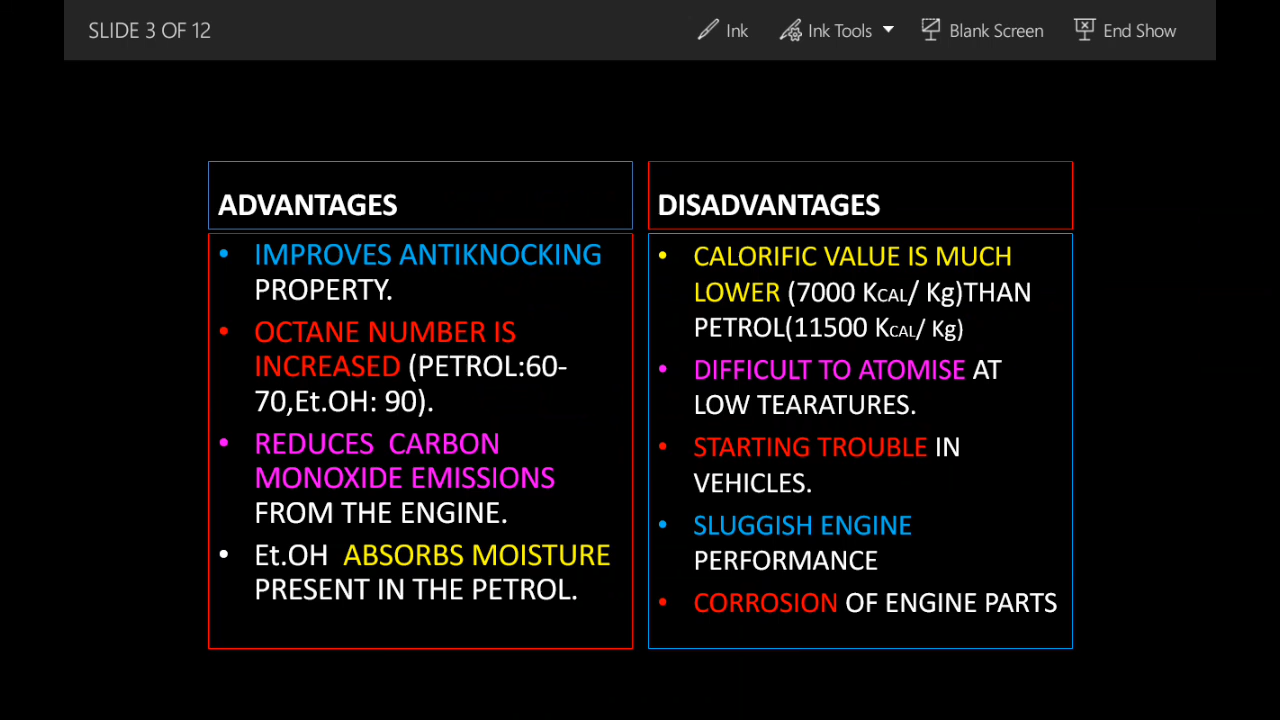 SLIDE 3 OF 12
Ink
Ink Tools
Blank Screen
End Show
ADVANTAGES
• IMPROVES ANTIKNOCKING
PROPERTY.
• OCTANE NUMBER IS
INCREASED (PETROL:60-
70,Et.OH: 90).
• REDUCES CARBON
MONOXIDE EMISSIONS
FROM THE ENGINE.
• Et.OH ABSORBS MOISTURE
PRESENT IN THE PETROL.
DISADVANTAGES
• CALORIFIC VALUE IS MUCH
LOWER (7000 KCAL/ Kg)THAN
PETROL(11500 KCAL/ Kg)
• DIFFICULT TO ATOMISE AT
LOW TEARATURES.
• STARTING TROUBLE IN
VEHICLES.
• SLUGGISH ENGINE
PERFORMANCE
• CORROSION OF ENGINE PARTS